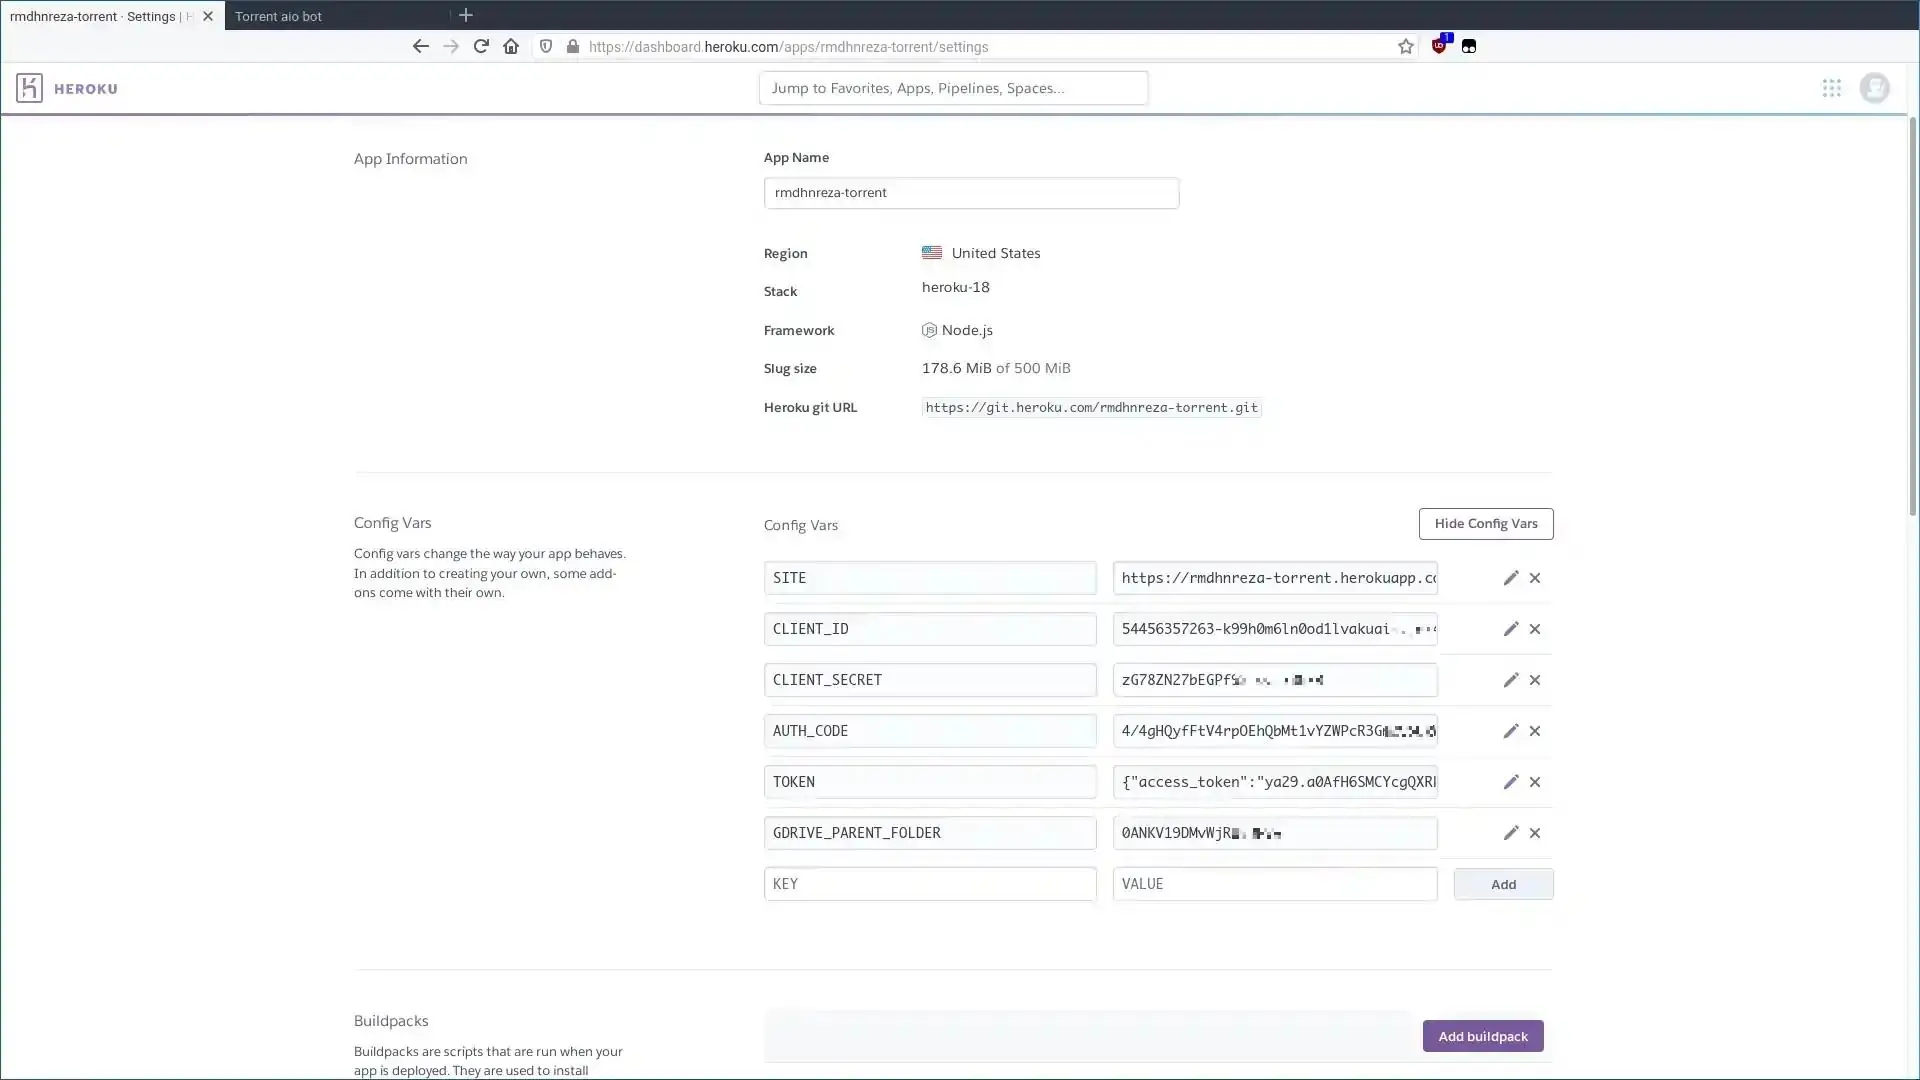 rmdhnreza-torrent · Settings |
Torrent aio bot
https://dashboard.heroku.com/apps/rmdhnreza-torrent/settings
1
HEROKU
Jump to Favorites, Apps, Pipelines, Spaces...
App Information
App Name
rmdhnreza-torrent
Region
United States
Stack
heroku-18
Framework
Node.js
Slug size
178.6 MiB of 500 MiB
Heroku git URL
https://git.heroku.com/rmdhnreza-torrent.git
Config Vars
Config vars change the way your app behaves.
In addition to creating your own, some add-
ons come with their own.
Config Vars
Hide Config Vars
SITE
https://rmdhnreza-torrent.herokuapp.co
CLIENT_ID
54456357263-k99h0m6ln0od1lvakuai
CLIENT_SECRET
zG78ZN27bEGPf
AUTH_CODE
4/4gHQyfFtV4rpOEhQbMt1vYZWPcR3G
TOKEN
{"access_token":"ya29.a0AfH6SMCYcgQXR
GDRIVE_PARENT_FOLDER
0ANKV19DMvWjR
KEY
VALUE
Add
Buildpacks
Buildpacks are scripts that are run when your
app is deployed. They are used to install
Add buildpack